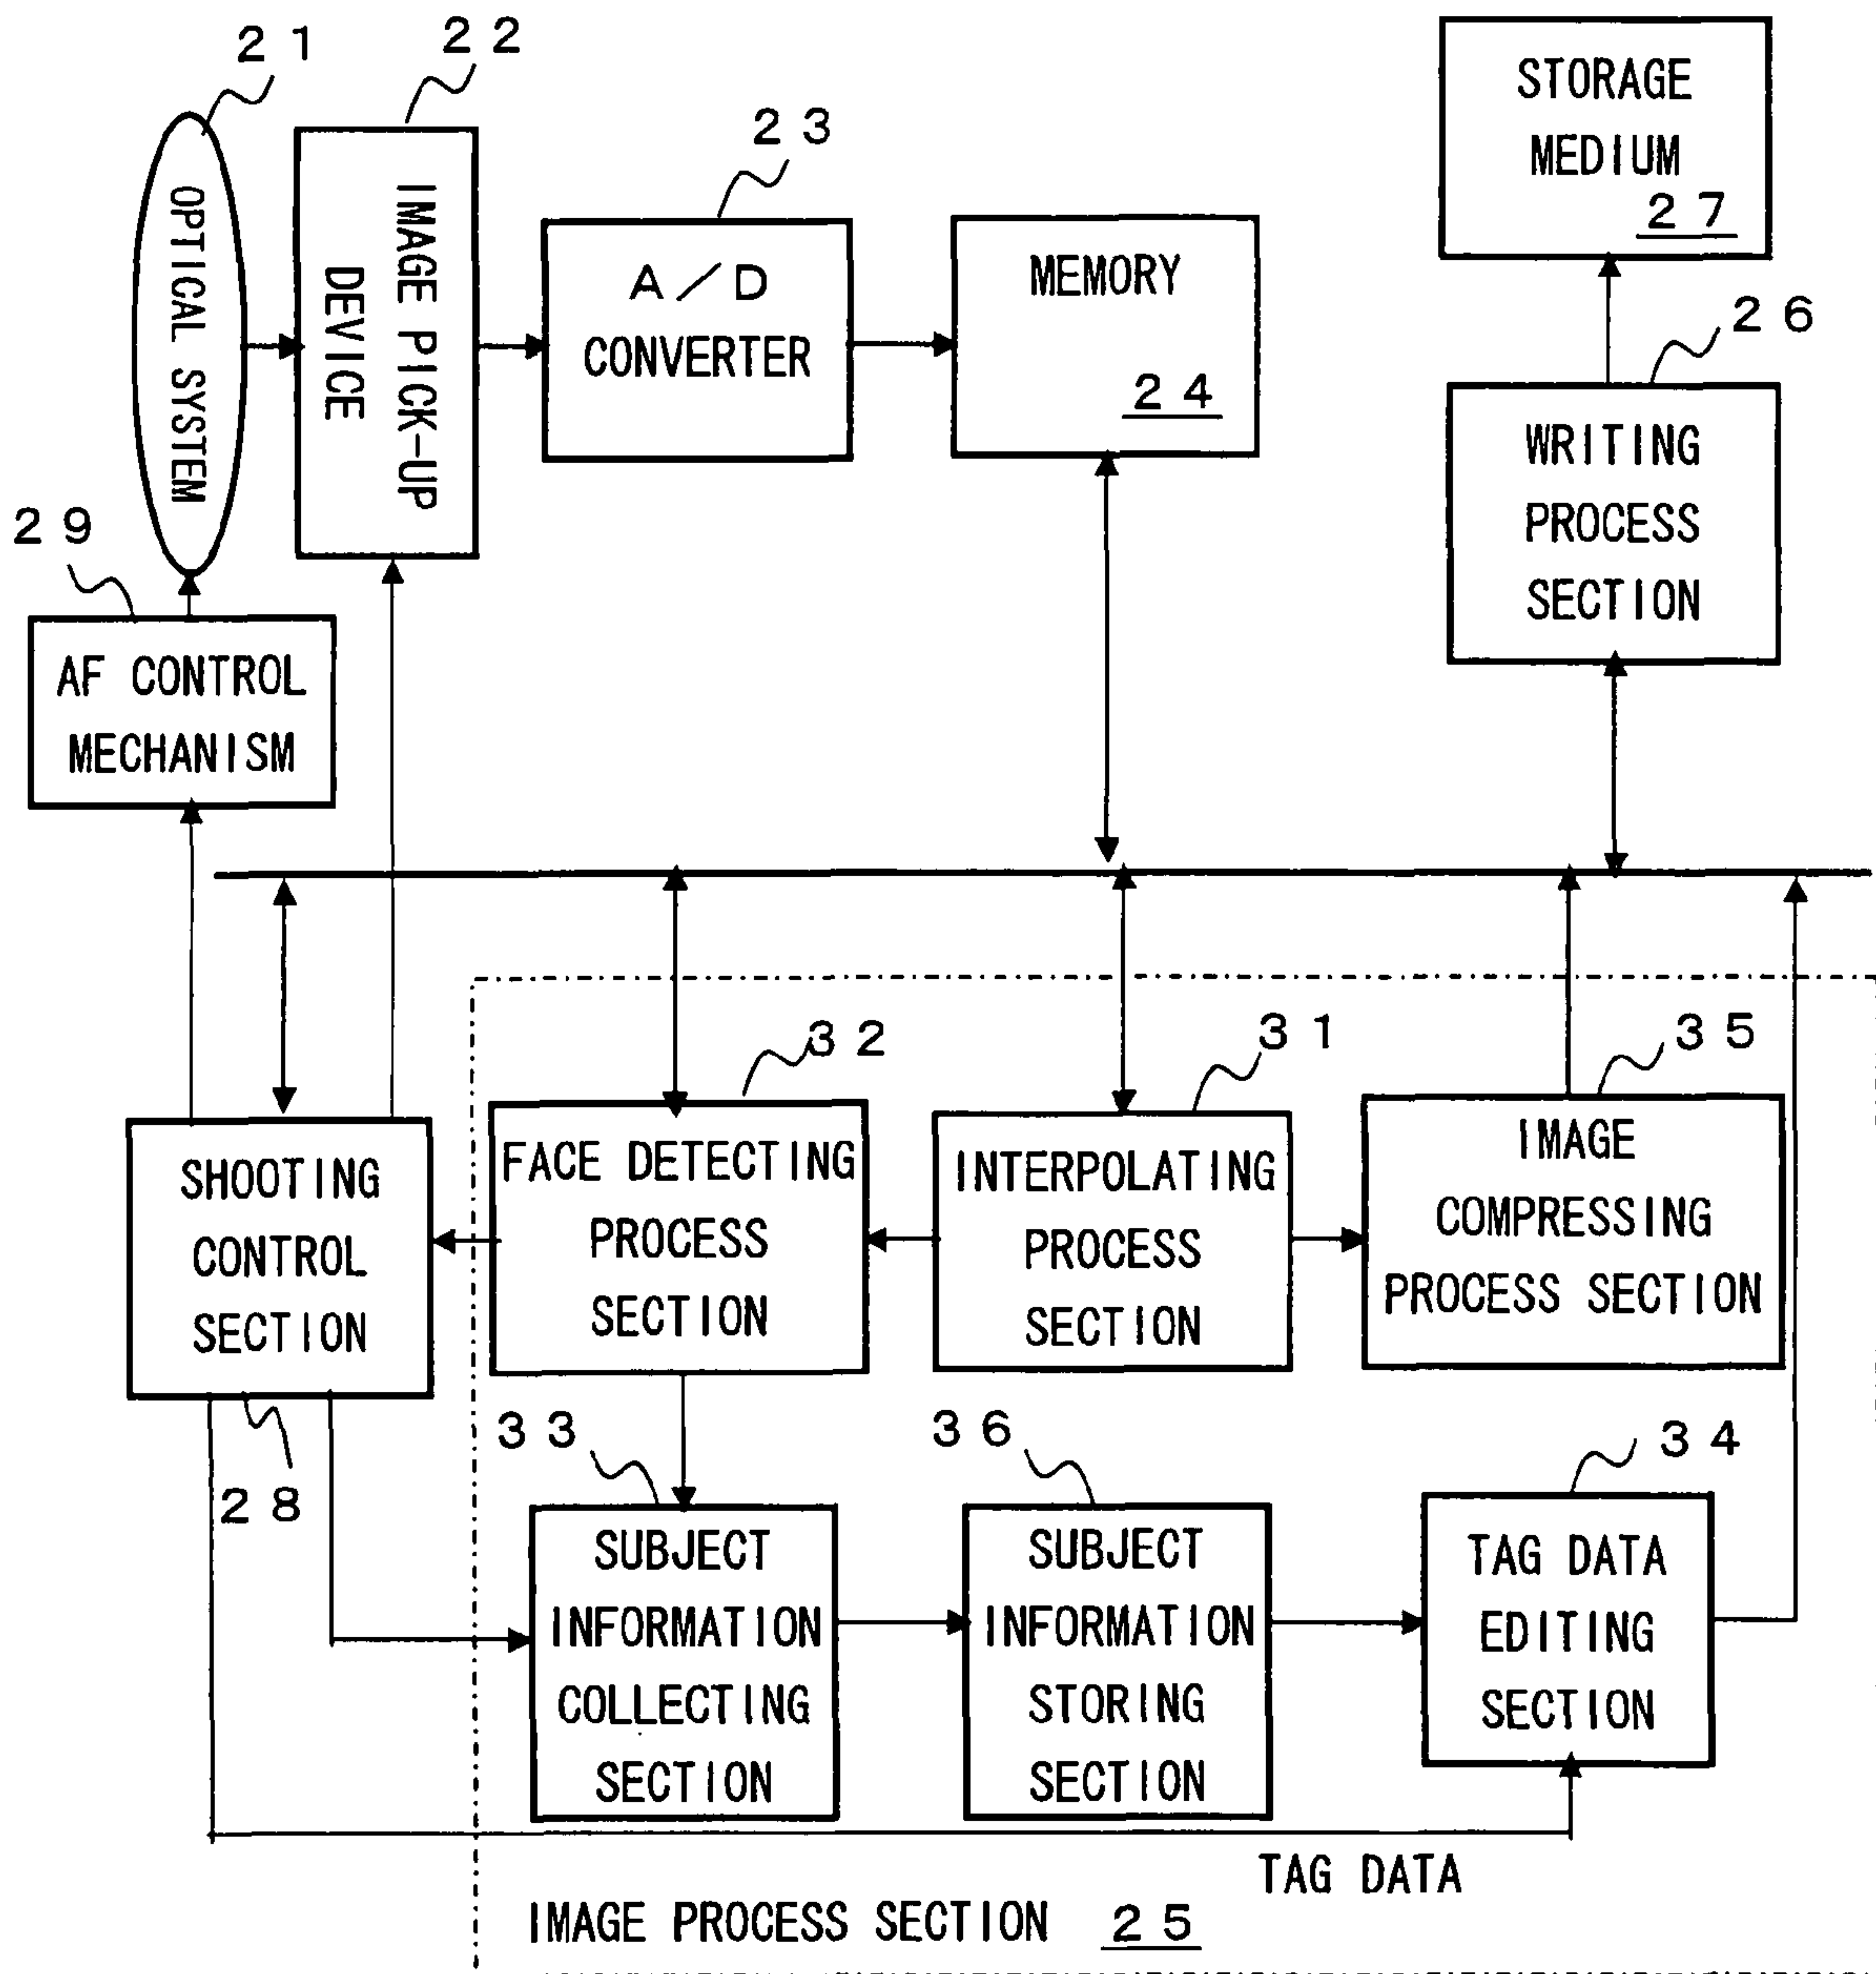 21
22
23
STORAGE
MEDIUM
27
OPTICAL SYSTEM
IMAGE PICK-UP
DEVICE
A/D
CONVERTER
MEMORY
24
26
WRITING
PROCESS
SECTION
29
AF CONTROL
MECHANISM
32
31
35
SHOOTING
CONTROL
SECTION
28
FACE DETECTING
PROCESS
SECTION
INTERPOLATING
PROCESS
SECTION
IMAGE
COMPRESSING
PROCESS SECTION
33
36
34
SUBJECT
INFORMATION
COLLECTING
SECTION
SUBJECT
INFORMATION
STORING
SECTION
TAG DATA
EDITING
SECTION
TAG DATA
IMAGE PROCESS SECTION 25